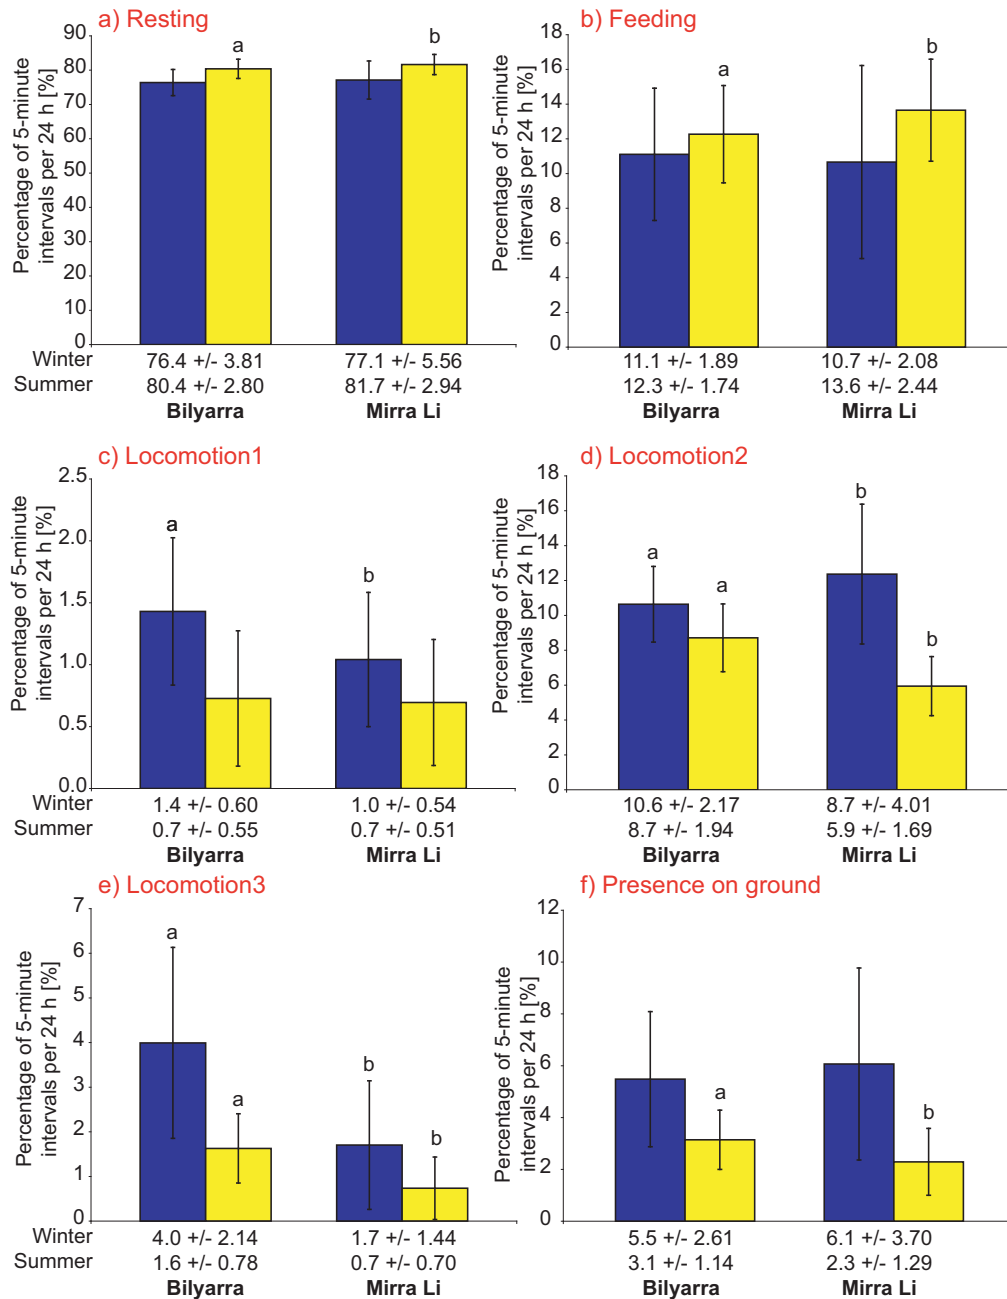 a) Resting
Percentage of 5-minute
intervals per 24 h [%]
90
80
70
60
50
40
30
20
10
0
a
b
Winter
76.4 +/- 3.81
77.1 +/- 5.56
Summer
80.4 +/- 2.80
81.7 +/- 2.94
Bilyarra
Mirra Li
b) Feeding
Percentage of 5-minute
intervals per 24 h [%]
18
16
14
12
10
8
6
4
2
0
a
b
11.1 +/- 1.89
10.7 +/- 2.08
12.3 +/- 1.74
13.6 +/- 2.44
Bilyarra
Mirra Li
c) Locomotion1
Percentage of 5-minute
intervals per 24 h [%]
2.5
2.0
1.5
1.0
0.5
0.0
a
b
Winter
1.4 +/- 0.60
1.0 +/- 0.54
Summer
0.7 +/- 0.55
0.7 +/- 0.51
Bilyarra
Mirra Li
d) Locomotion2
Percentage of 5-minute
intervals per 24 h [%]
18
16
14
12
10
8
6
4
2
0
a
a
b
b
10.6 +/- 2.17
8.7 +/- 4.01
8.7 +/- 1.94
5.9 +/- 1.69
Bilyarra
Mirra Li
e) Locomotion3
Percentage of 5-minute
intervals per 24 h [%]
7
6
5
4
3
2
1
0
a
a
b
b
Winter
4.0 +/- 2.14
1.7 +/- 1.44
Summer
1.6 +/- 0.78
0.7 +/- 0.70
Bilyarra
Mirra Li
f) Presence on ground
Percentage of 5-minute
intervals per 24 h [%]
12
10
8
6
4
2
0
a
b
5.5 +/- 2.61
6.1 +/- 3.70
3.1 +/- 1.14
2.3 +/- 1.29
Bilyarra
Mirra Li